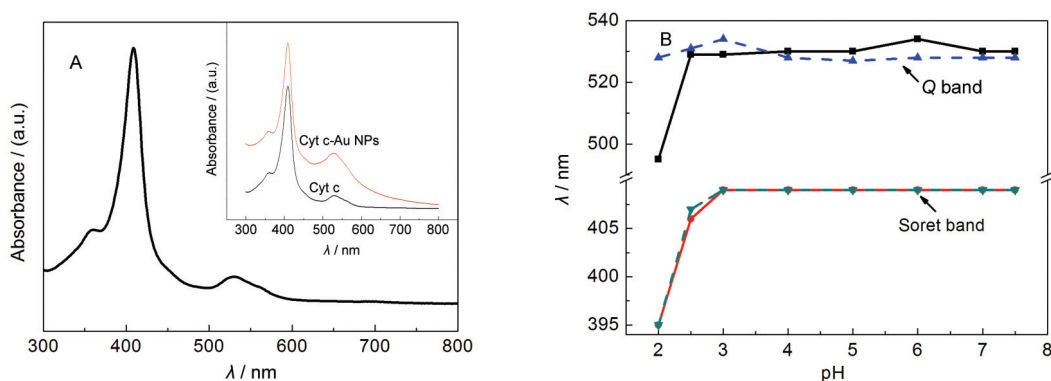 A
Absorbance / (a.u.)
300 400 500 600 700 800
λ / nm
Absorbance / (a.u.)
Cyt c-Au NPs
Cyt c
300 400 500 600 700 800
λ / nm
B
540
520
500
405
400
395
λ / nm
Q band
Soret band
2 3 4 5 6 7 8
pH